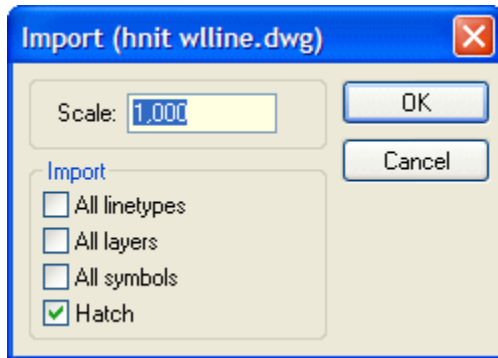 Import (hnit wlline.dwg)
Scale: 1,000
OK
Cancel
Import
All linetypes
All layers
All symbols
Hatch